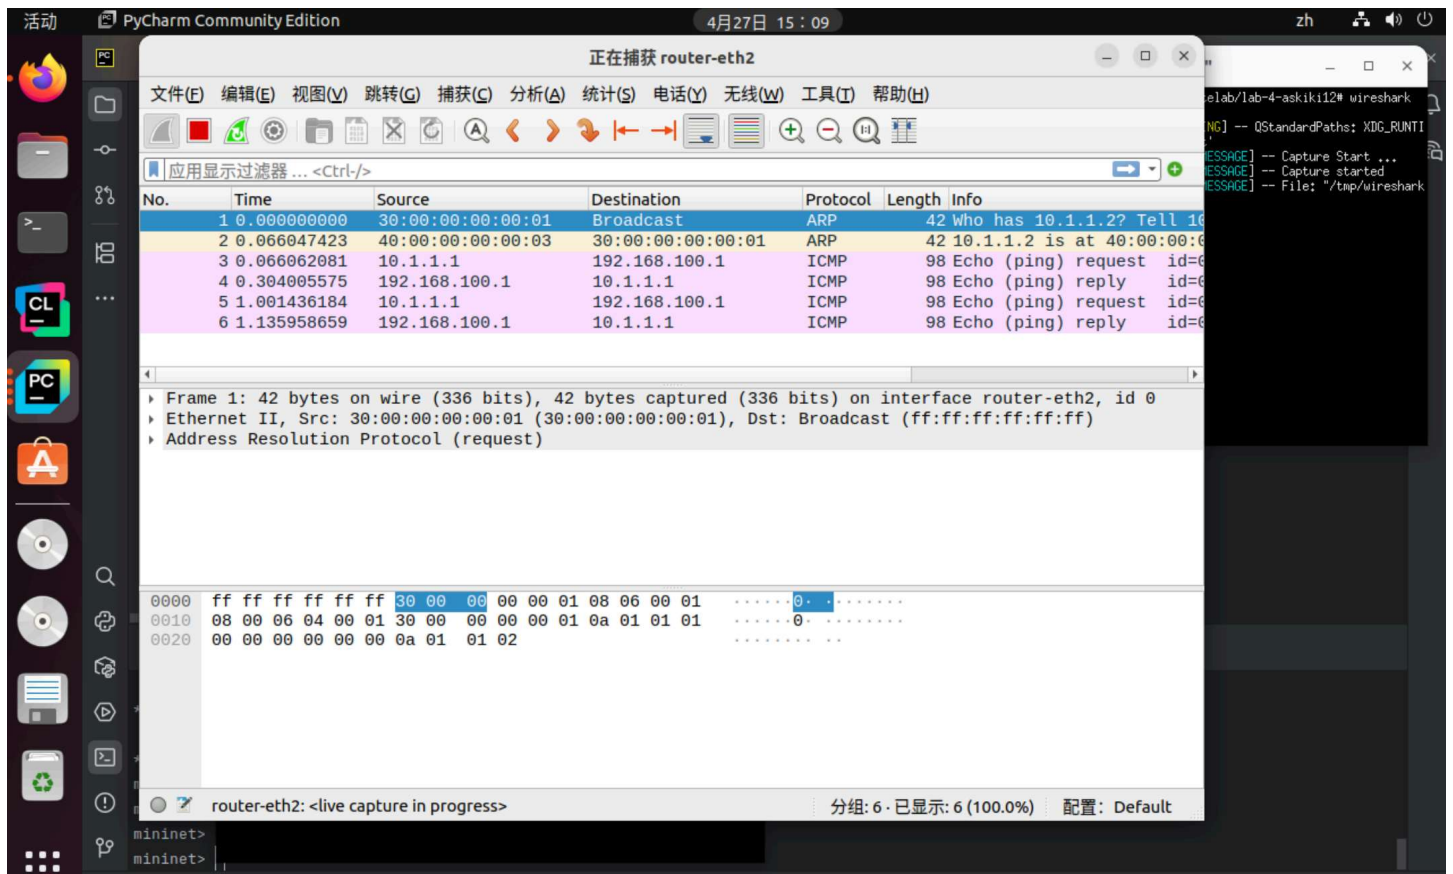 活动 PyCharm Community Edition 4月27日 15：09 zh
正在捕获 router-eth2
文件(F) 编辑(E) 视图(V) 跳转(G) 捕获(C) 分析(A) 统计(S) 电话(Y) 无线(W) 工具(T) 帮助(H)
应用显示过滤器 … <Ctrl-/>
No. Time Source Destination Protocol Length Info
1 0.000000000 30:00:00:00:00:01 Broadcast ARP 42 Who has 10.1.1.2? Tell 10
2 0.066047423 40:00:00:00:00:03 30:00:00:00:00:01 ARP 42 10.1.1.2 is at 40:00:00:0
3 0.066062081 10.1.1.1 192.168.100.1 ICMP 98 Echo (ping) request id=0
4 0.304005575 192.168.100.1 10.1.1.1 ICMP 98 Echo (ping) reply id=0
5 1.001436184 10.1.1.1 192.168.100.1 ICMP 98 Echo (ping) request id=0
6 1.135958659 192.168.100.1 10.1.1.1 ICMP 98 Echo (ping) reply id=0
Frame 1: 42 bytes on wire (336 bits), 42 bytes captured (336 bits) on interface router-eth2, id 0
Ethernet II, Src: 30:00:00:00:00:01 (30:00:00:00:00:01), Dst: Broadcast (ff:ff:ff:ff:ff:ff)
Address Resolution Protocol (request)
0000 ff ff ff ff ff ff 30 00 00 00 00 01 08 06 00 01 ······0· ········
0010 08 00 06 04 00 01 30 00 00 00 00 01 0a 01 01 01 ······0· ········
0020 00 00 00 00 00 00 0a 01 01 02 ········ ··
router-eth2: <live capture in progress> 分组: 6 · 已显示: 6 (100.0%) 配置： Default
elab/lab-4-askiki12# wireshark
NG] -- QStandardPaths: XDG_RUNTI
ESSAGE] -- Capture Start ...
ESSAGE] -- Capture started
ESSAGE] -- File: "/tmp/wireshark
mininet>
mininet>
PC
CL
PC